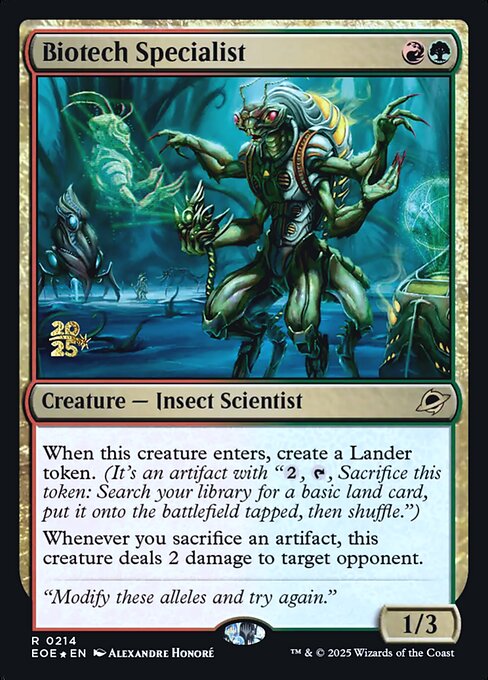 Biotech Specialist
20
25
Creature — Insect Scientist
When this creature enters, create a Lander
token. (It's an artifact with “2, , Sacrifice this
token: Search your library for a basic land card,
put it onto the battlefield tapped, then shuffle.”)
Whenever you sacrifice an artifact, this
creature deals 2 damage to target opponent.
“Modify these alleles and try again.”
1/3
R 0214
EOE★EN Alexandre Honoré
™ & © 2025 Wizards of the Coast